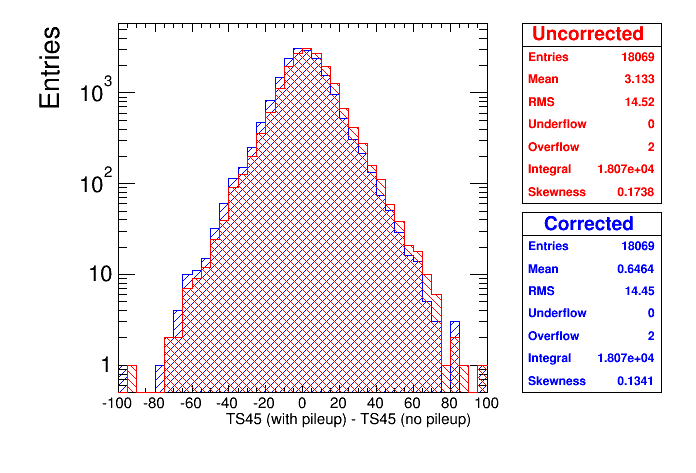 Entries
10³
10²
10
1
-100 -80 -60 -40 -20 0 20 40 60 80 100
TS45 (with pileup) - TS45 (no pileup)
Uncorrected
Entries 18069
Mean 3.133
RMS 14.52
Underflow 0
Overflow 2
Integral 1.807e+04
Skewness 0.1738
Corrected
Entries 18069
Mean 0.6464
RMS 14.45
Underflow 0
Overflow 2
Integral 1.807e+04
Skewness 0.1341